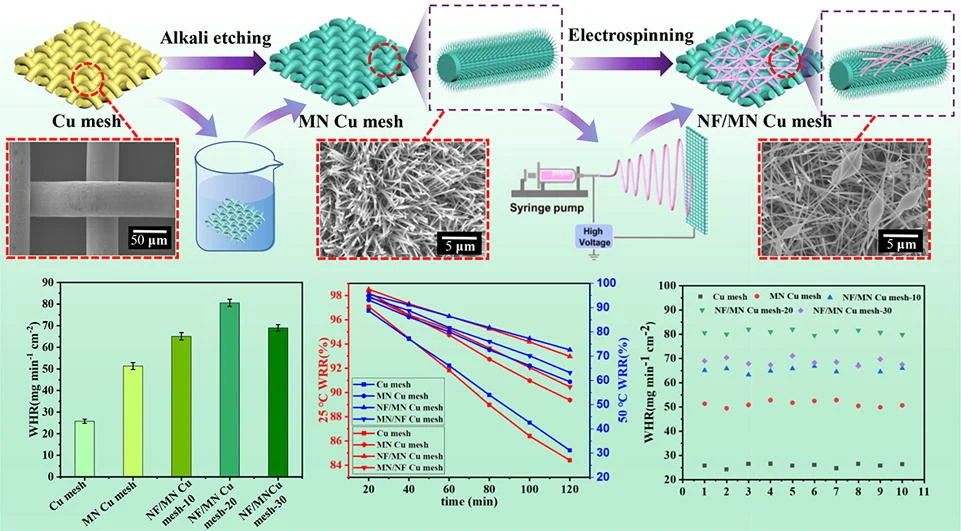 Alkali etching
Electrospinning
Cu mesh
MN Cu mesh
NF/MN Cu mesh
50 μm
5 μm
Syringe pump
High
Voltage
5 μm
WHR(mg min-1 cm-2)
90
80
70
60
50
40
30
20
10
0
Cu mesh
MN Cu mesh
NF/MN Cu
mesh-10
NF/MN Cu
mesh-20
NF/MNCu
mesh-30
25 °C WRR(%)
98
96
94
92
90
88
86
84
Cu mesh
MN Cu mesh
NF/MN Cu mesh
MN/NF Cu mesh
Cu mesh
MN Cu mesh
NF/MN Cu mesh
MN/NF Cu mesh
100
90
80
70
60
50
40
30
20
50 °C WRR(%)
20 40 60 80 100 120
time (min)
WHR(mg min-1 cm-2)
100
90
80
70
60
50
40
30
20
Cu mesh MN Cu mesh NF/MN Cu mesh-10
NF/MN Cu mesh-20 NF/MN Cu mesh-30
0 1 2 3 4 5 6 7 8 9 10 11